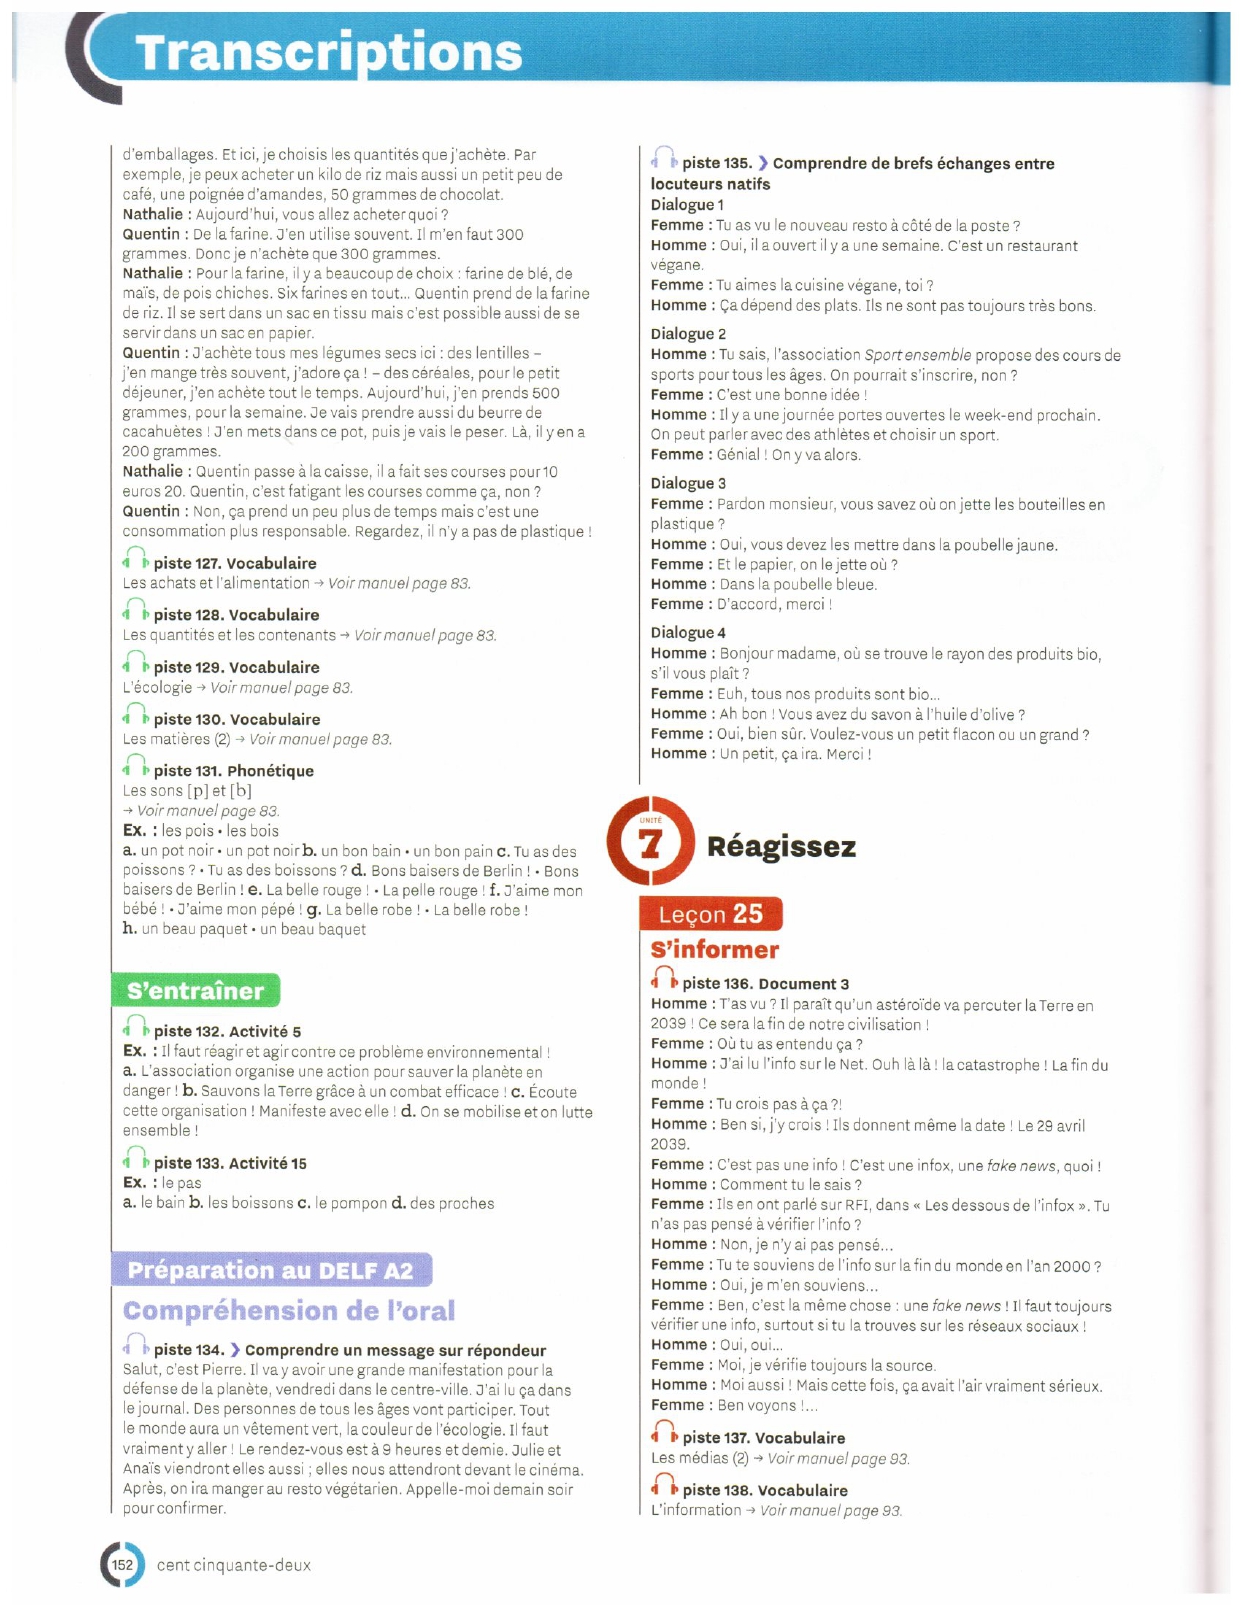 Transcriptions
d'emballages. Et ici, je choisis les quantités que j'achète. Par
exemple, je peux acheter un kilo de riz mais aussi un petit peu de
café, une poignée d'amandes, 50 grammes de chocolat.
Nathalie : Aujourd'hui, vous allez acheter quoi ?
Quentin : De la farine. J'en utilise souvent. Il m'en faut 300
grammes. Donc je n'achète que 300 grammes.
Nathalie : Pour la farine, il y a beaucoup de choix : farine de blé, de
maïs, de pois chiches. Six farines en tout... Quentin prend de la farine
de riz. Il se sert dans un sac en tissu mais c'est possible aussi de se
servir dans un sac en papier.
Quentin : J'achète tous mes légumes secs ici : des lentilles –
j'en mange très souvent, j'adore ça ! – des céréales, pour le petit
déjeuner, j'en achète tout le temps. Aujourd'hui, j'en prends 500
grammes, pour la semaine. Je vais prendre aussi du beurre de
cacahuètes ! J'en mets dans ce pot, puis je vais le peser. Là, il y en a
200 grammes.
Nathalie : Quentin passe à la caisse, il a fait ses courses pour 10
euros 20. Quentin, c'est fatigant les courses comme ça, non ?
Quentin : Non, ça prend un peu plus de temps mais c'est une
consommation plus responsable. Regardez, il n'y a pas de plastique !
piste 127. Vocabulaire
Les achats et l'alimentation → Voir manuel page 83.
piste 128. Vocabulaire
Les quantités et les contenants → Voir manuel page 83.
piste 129. Vocabulaire
L'écologie → Voir manuel page 83.
piste 130. Vocabulaire
Les matières (2) → Voir manuel page 83.
piste 131. Phonétique
Les sons [p] et [b]
→ Voir manuel page 83.
Ex. : les pois • les bois
a. un pot noir • un pot noir b. un bon bain • un bon pain c. Tu as des
poissons ? • Tu as des boissons ? d. Bons baisers de Berlin ! • Bons
baisers de Berlin ! e. La belle rouge ! • La pelle rouge ! f. J'aime mon
bébé ! • J'aime mon pépé ! g. La belle robe ! • La belle robe !
h. un beau paquet • un beau baquet
S'entraîner
piste 132. Activité 5
Ex. : Il faut réagir et agir contre ce problème environnemental !
a. L'association organise une action pour sauver la planète en
danger ! b. Sauvons la Terre grâce à un combat efficace ! c. Écoute
cette organisation ! Manifeste avec elle ! d. On se mobilise et on lutte
ensemble !
piste 133. Activité 15
Ex. : le pas
a. le bain b. les boissons c. le pompon d. des proches
Préparation au DELF A2
Compréhension de l'oral
piste 134. ❯ Comprendre un message sur répondeur
Salut, c'est Pierre. Il va y avoir une grande manifestation pour la
défense de la planète, vendredi dans le centre-ville. J'ai lu ça dans
le journal. Des personnes de tous les âges vont participer. Tout
le monde aura un vêtement vert, la couleur de l'écologie. Il faut
vraiment y aller ! Le rendez-vous est à 9 heures et demie. Julie et
Anaïs viendront elles aussi ; elles nous attendront devant le cinéma.
Après, on ira manger au resto végétarien. Appelle-moi demain soir
pour confirmer.
piste 135. ❯ Comprendre de brefs échanges entre
locuteurs natifs
Dialogue 1
Femme : Tu as vu le nouveau resto à côté de la poste ?
Homme : Oui, il a ouvert il y a une semaine. C'est un restaurant
végane.
Femme : Tu aimes la cuisine végane, toi ?
Homme : Ça dépend des plats. Ils ne sont pas toujours très bons.
Dialogue 2
Homme : Tu sais, l'association Sport ensemble propose des cours de
sports pour tous les âges. On pourrait s'inscrire, non ?
Femme : C'est une bonne idée !
Homme : Il y a une journée portes ouvertes le week-end prochain.
On peut parler avec des athlètes et choisir un sport.
Femme : Génial ! On y va alors.
Dialogue 3
Femme : Pardon monsieur, vous savez où on jette les bouteilles en
plastique ?
Homme : Oui, vous devez les mettre dans la poubelle jaune.
Femme : Et le papier, on le jette où ?
Homme : Dans la poubelle bleue.
Femme : D'accord, merci !
Dialogue 4
Homme : Bonjour madame, où se trouve le rayon des produits bio,
s'il vous plaît ?
Femme : Euh, tous nos produits sont bio...
Homme : Ah bon ! Vous avez du savon à l'huile d'olive ?
Femme : Oui, bien sûr. Voulez-vous un petit flacon ou un grand ?
Homme : Un petit, ça ira. Merci !
UNITÉ
7
Réagissez
Leçon 25
S'informer
piste 136. Document 3
Homme : T'as vu ? Il paraît qu'un astéroïde va percuter la Terre en
2039 ! Ce sera la fin de notre civilisation !
Femme : Où tu as entendu ça ?
Homme : J'ai lu l'info sur le Net. Ouh là là ! la catastrophe ! La fin du
monde !
Femme : Tu crois pas à ça ?!
Homme : Ben si, j'y crois ! Ils donnent même la date ! Le 29 avril
2039.
Femme : C'est pas une info ! C'est une infox, une fake news, quoi !
Homme : Comment tu le sais ?
Femme : Ils en ont parlé sur RFI, dans « Les dessous de l'infox ». Tu
n'as pas pensé à vérifier l'info ?
Homme : Non, je n'y ai pas pensé...
Femme : Tu te souviens de l'info sur la fin du monde en l'an 2000 ?
Homme : Oui, je m'en souviens...
Femme : Ben, c'est la même chose : une fake news ! Il faut toujours
vérifier une info, surtout si tu la trouves sur les réseaux sociaux !
Homme : Oui, oui...
Femme : Moi, je vérifie toujours la source.
Homme : Moi aussi ! Mais cette fois, ça avait l'air vraiment sérieux.
Femme : Ben voyons !...
piste 137. Vocabulaire
Les médias (2) → Voir manuel page 93.
piste 138. Vocabulaire
L'information → Voir manuel page 93.
152 cent cinquante-deux